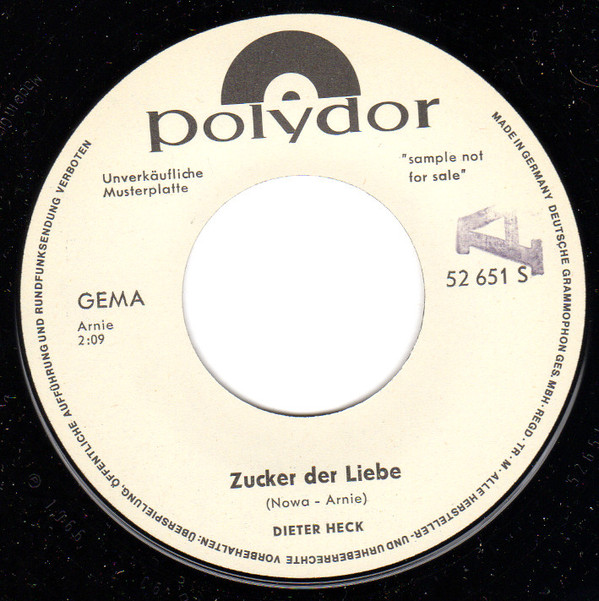 polydor
Unverkäufliche
Musterplatte
"sample not
for sale"
52 651 S
GEMA
Arnie
2:09
Zucker der Liebe
(Nowa - Arnie)
DIETER HECK
MADE IN GERMANY DEUTSCHE GRAMMOPHON GES. MBH · REGD · TR · M · ALLE HERSTELLER- UND URHEBERRECHTE VORBEHALTEN: ÜBERSPIELUNG, ÖFFENTLICHE AUFFÜHRUNG UND RUNDFUNKSENDUNG VERBOTEN